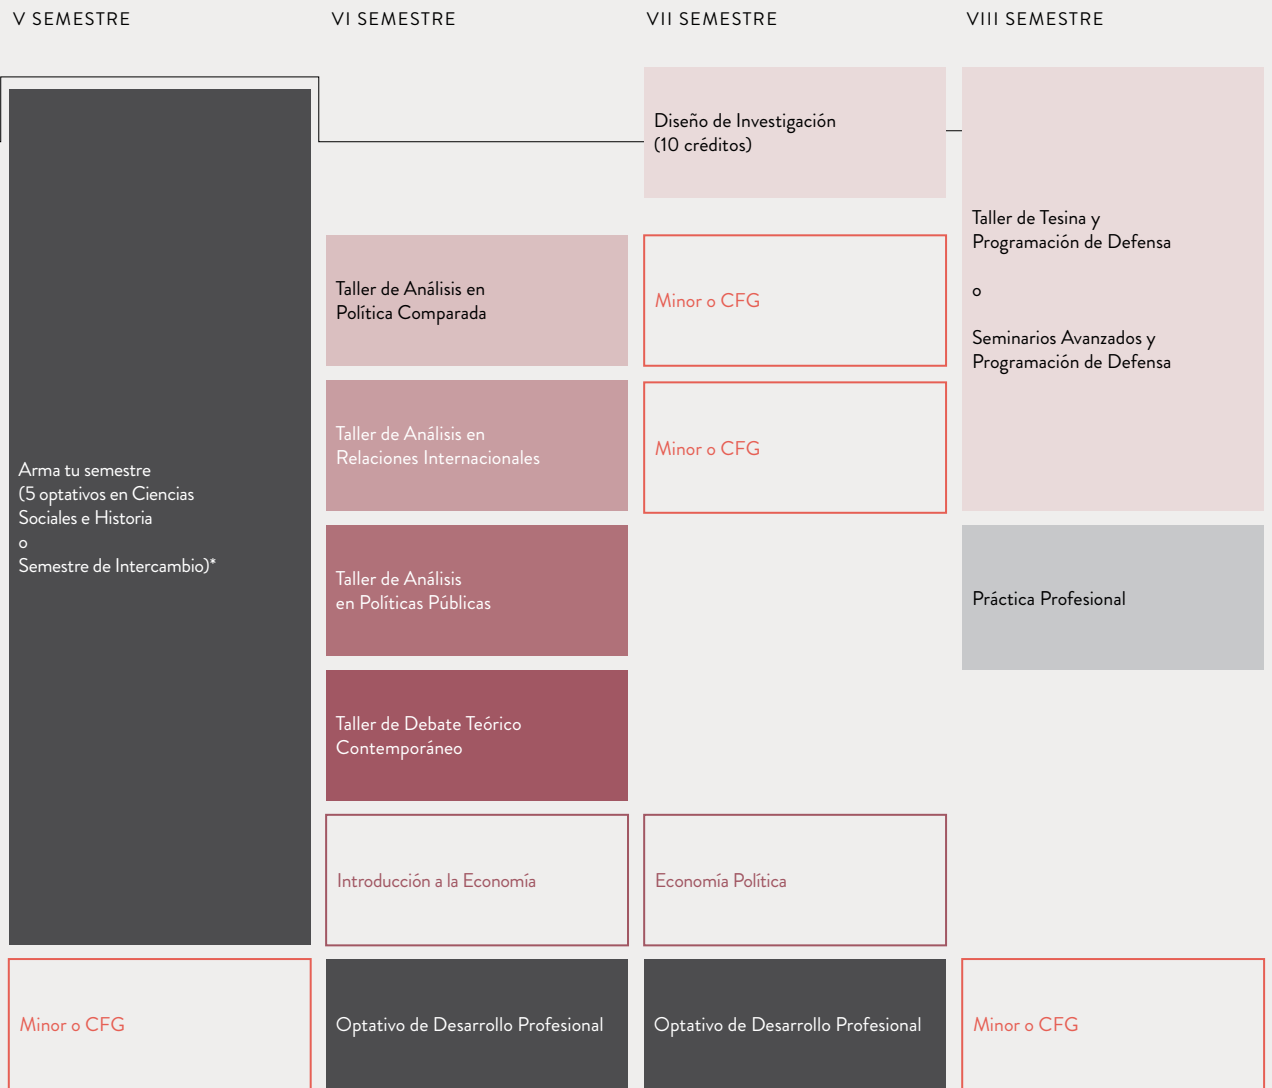 V SEMESTRE
VI SEMESTRE
VII SEMESTRE
VIII SEMESTRE
Arma tu semestre
(5 optativos en Ciencias
Sociales e Historia
o
Semestre de Intercambio)*
Minor o CFG
Taller de Análisis en
Política Comparada
Taller de Análisis en
Relaciones Internacionales
Taller de Análisis
en Políticas Públicas
Taller de Debate Teórico
Contemporáneo
Introducción a la Economía
Optativo de Desarrollo Profesional
Diseño de Investigación
(10 créditos)
Minor o CFG
Minor o CFG
Economía Política
Optativo de Desarrollo Profesional
Taller de Tesina y
Programación de Defensa
o
Seminarios Avanzados y
Programación de Defensa
Práctica Profesional
Minor o CFG